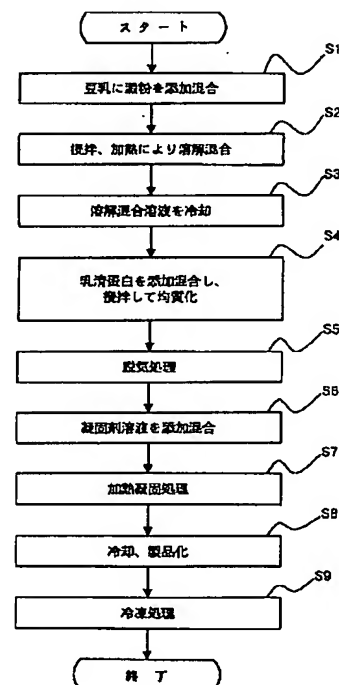 スタート
S1
豆乳に澱粉を添加混合
S2
撹拌、加熱により溶解混合
S3
溶解混合溶液を冷却
S4
乳清蛋白を添加混合し、
撹拌して均質化
S5
脱気処理
S6
凝固剤溶液を添加混合
S7
加熱凝固処理
S8
冷却、製品化
S9
冷凍処理
終了